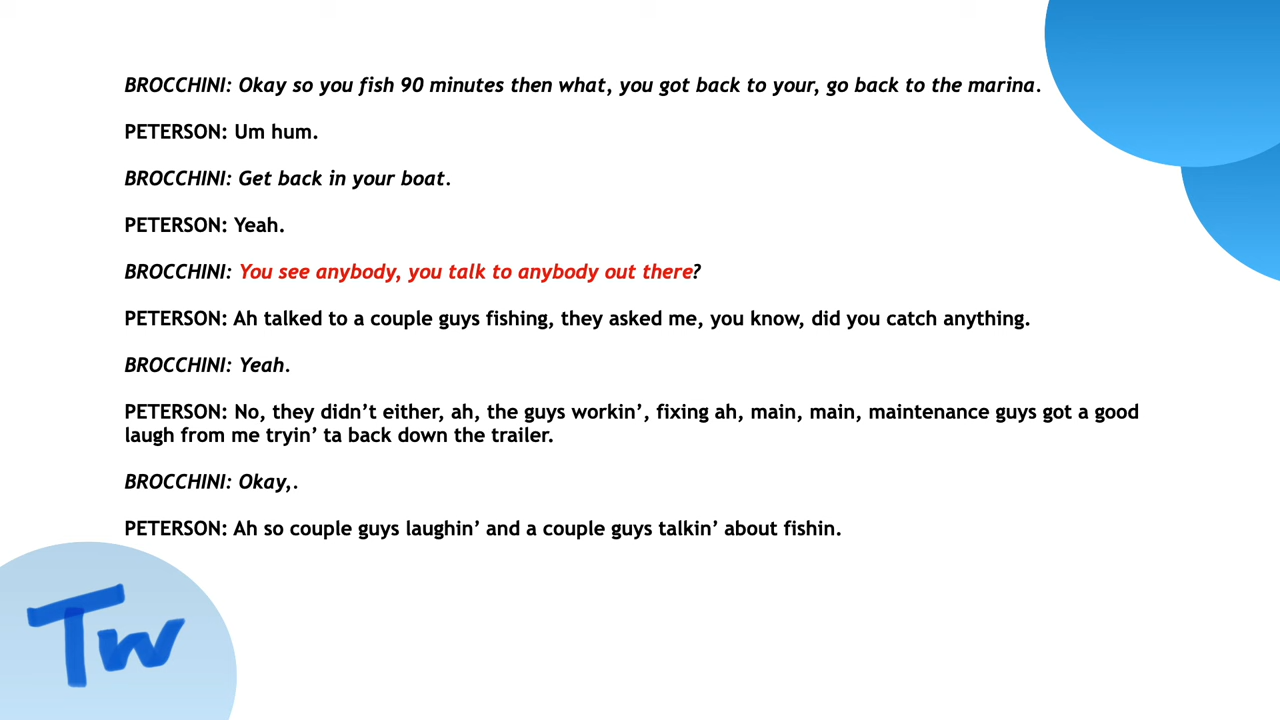 BROCCHINI: Okay so you fish 90 minutes then what, you got back to your, go back to the marina.
PETERSON: Um hum.
BROCCHINI: Get back in your boat.
PETERSON: Yeah.
BROCCHINI: You see anybody, you talk to anybody out there?
PETERSON: Ah talked to a couple guys fishing, they asked me, you know, did you catch anything.
BROCCHINI: Yeah.
PETERSON: No, they didn’t either, ah, the guys workin’, fixing ah, main, main, maintenance guys got a good
laugh from me tryin’ ta back down the trailer.
BROCCHINI: Okay,.
PETERSON: Ah so couple guys laughin’ and a couple guys talkin’ about fishin.
Tw